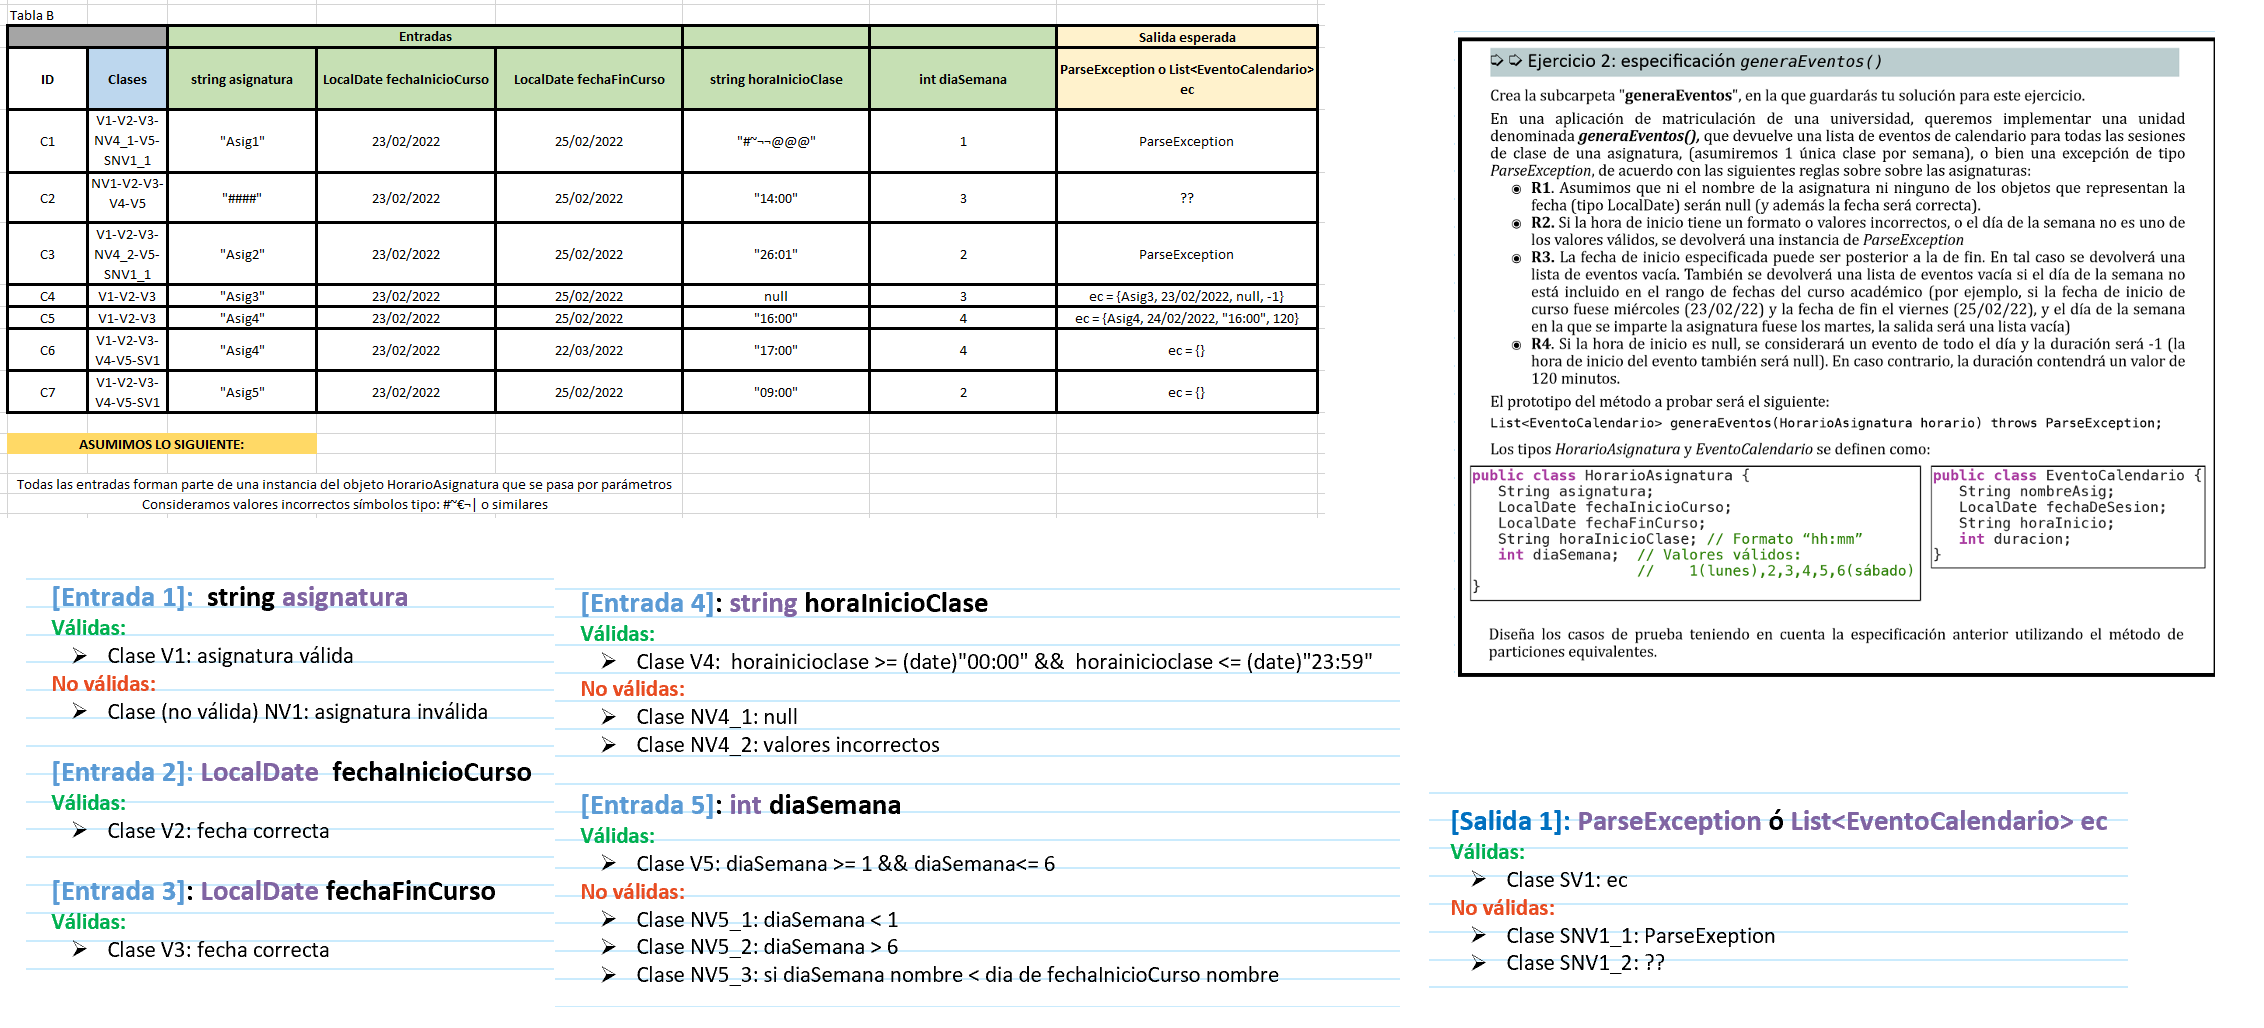 Tabla B
Entradas
Salida esperada
ID
Clases
string asignatura
LocalDate fechaInicioCurso
LocalDate fechaFinCurso
string horaInicioClase
int diaSemana
ParseException o List<EventoCalendario>
ec
C1
V1-V2-V3-
NV4_1-V5-
SNV1_1
"Asig1"
23/02/2022
25/02/2022
"#~¬¬@@@"
1
ParseException
C2
NV1-V2-V3-
V4-V5
"####"
23/02/2022
25/02/2022
"14:00"
3
??
C3
V1-V2-V3-
NV4_2-V5-
SNV1_1
"Asig2"
23/02/2022
25/02/2022
"26:01"
2
ParseException
C4
V1-V2-V3
"Asig3"
23/02/2022
25/02/2022
null
3
ec = {Asig3, 23/02/2022, null, -1}
C5
V1-V2-V3
"Asig4"
23/02/2022
25/02/2022
"16:00"
4
ec = {Asig4, 24/02/2022, "16:00", 120}
C6
V1-V2-V3-
V4-V5-SV1
"Asig4"
23/02/2022
22/03/2022
"17:00"
4
ec = {}
C7
V1-V2-V3-
V4-V5-SV1
"Asig5"
23/02/2022
25/02/2022
"09:00"
2
ec = {}
ASUMIMOS LO SIGUIENTE:
Todas las entradas forman parte de una instancia del objeto HorarioAsignatura que se pasa por parámetros
Consideramos valores incorrectos símbolos tipo: #~€¬| o similares
➩ ➩ Ejercicio 2: especificación generaEventos()
Crea la subcarpeta "generaEventos", en la que guardarás tu solución para este ejercicio.
En una aplicación de matriculación de una universidad, queremos implementar una unidad
denominada generaEventos(), que devuelve una lista de eventos de calendario para todas las sesiones
de clase de una asignatura, (asumiremos 1 única clase por semana), o bien una excepción de tipo
ParseException, de acuerdo con las siguientes reglas sobre sobre las asignaturas:
◉ R1. Asumimos que ni el nombre de la asignatura ni ninguno de los objetos que representan la
fecha (tipo LocalDate) serán null (y además la fecha será correcta).
◉ R2. Si la hora de inicio tiene un formato o valores incorrectos, o el día de la semana no es uno de
los valores válidos, se devolverá una instancia de ParseException
◉ R3. La fecha de inicio especificada puede ser posterior a la de fin. En tal caso se devolverá una
lista de eventos vacía. También se devolverá una lista de eventos vacía si el día de la semana no
está incluido en el rango de fechas del curso académico (por ejemplo, si la fecha de inicio de
curso fuese miércoles (23/02/22) y la fecha de fin el viernes (25/02/22), y el día de la semana
en la que se imparte la asignatura fuese los martes, la salida será una lista vacía)
◉ R4. Si la hora de inicio es null, se considerará un evento de todo el día y la duración será -1 (la
hora de inicio del evento también será null). En caso contrario, la duración contendrá un valor de
120 minutos.
El prototipo del método a probar será el siguiente:
List<EventoCalendario> generaEventos(HorarioAsignatura horario) throws ParseException;
Los tipos HorarioAsignatura y EventoCalendario se definen como:
public class HorarioAsignatura {
String asignatura;
LocalDate fechaInicioCurso;
LocalDate fechaFinCurso;
String horaInicioClase; // Formato “hh:mm”
int diaSemana; // Valores válidos:
// 1(lunes),2,3,4,5,6(sábado)
}
public class EventoCalendario {
String nombreAsig;
LocalDate fechaDeSesion;
String horaInicio;
int duracion;
}
Diseña los casos de prueba teniendo en cuenta la especificación anterior utilizando el método de
particiones equivalentes.
[Entrada 1]: string asignatura
Válidas:
➢ Clase V1: asignatura válida
No válidas:
➢ Clase (no válida) NV1: asignatura inválida
[Entrada 2]: LocalDate fechaInicioCurso
Válidas:
➢ Clase V2: fecha correcta
[Entrada 3]: LocalDate fechaFinCurso
Válidas:
➢ Clase V3: fecha correcta
[Entrada 4]: string horaInicioClase
Válidas:
➢ Clase V4: horainicioclase >= (date)"00:00" && horainicioclase <= (date)"23:59"
No válidas:
➢ Clase NV4_1: null
➢ Clase NV4_2: valores incorrectos
[Entrada 5]: int diaSemana
Válidas:
➢ Clase V5: diaSemana >= 1 && diaSemana<= 6
No válidas:
➢ Clase NV5_1: diaSemana < 1
➢ Clase NV5_2: diaSemana > 6
➢ Clase NV5_3: si diaSemana nombre < dia de fechaInicioCurso nombre
[Salida 1]: ParseException ó List<EventoCalendario> ec
Válidas:
➢ Clase SV1: ec
No válidas:
➢ Clase SNV1_1: ParseExeption
➢ Clase SNV1_2: ??